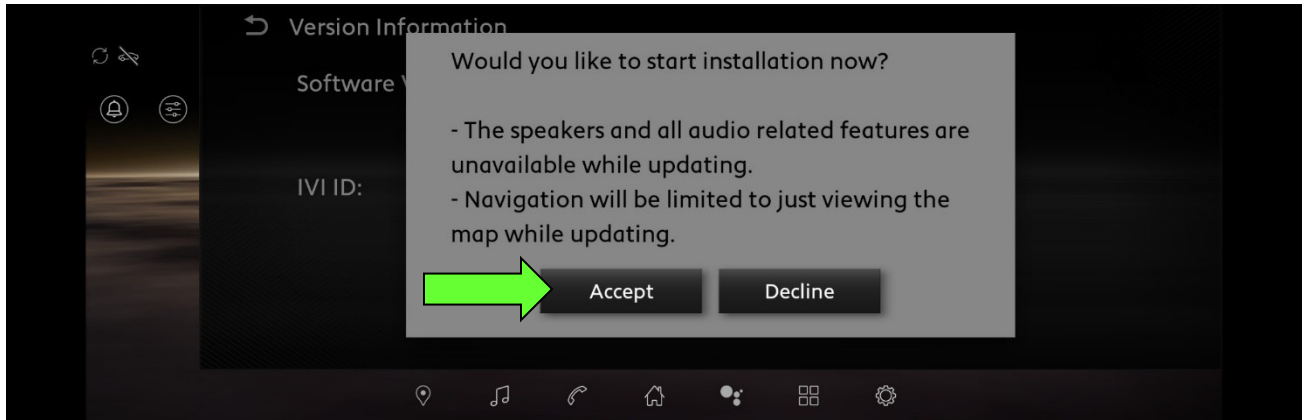 Version Information
Software
IVI ID:
Would you like to start installation now?
- The speakers and all audio related features are
unavailable while updating.
- Navigation will be limited to just viewing the
map while updating.
Accept
Decline